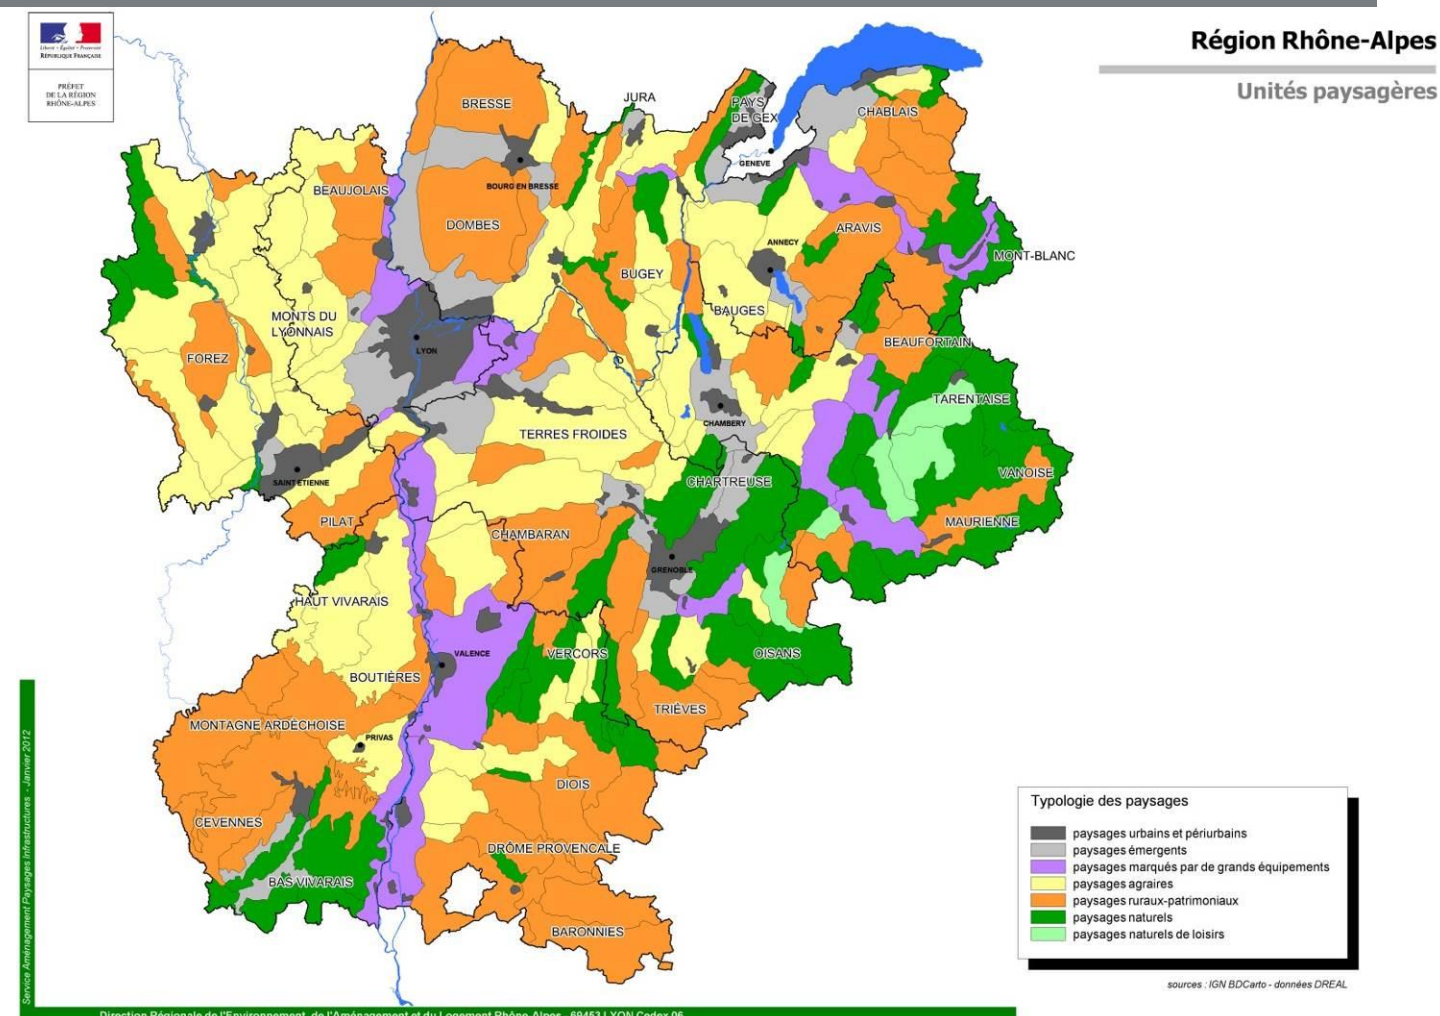 Liberté • Égalité • Fraternité
RÉPUBLIQUE FRANÇAISE
PRÉFET
DE LA RÉGION
RHÔNE-ALPES
Région Rhône-Alpes
Unités paysagères
BRESSE
JURA
PAYS
DE GEX
CHABLAIS
GENEVE
BOURG EN BRESSE
BEAUJOLAIS
DOMBES
ARAVIS
ANNECY
MONT-BLANC
BUGEY
BAUGES
MONTS DU
LYONNAIS
BEAUFORTAIN
LYON
FOREZ
TARENTAISE
CHAMBERY
TERRES FROIDES
VANOISE
SAINT ETIENNE
CHARTREUSE
PILAT
MAURIENNE
CHAMBARAN
GRENOBLE
HAUT VIVARAIS
VALENCE
VERCORS
OISANS
BOUTIÈRES
TRIÈVES
MONTAGNE ARDÉCHOISE
PRIVAS
DIOIS
CEVENNES
DRÔME PROVENCALE
BAS VIVARAIS
BARONNIES
Typologie des paysages
paysages urbains et périurbains
paysages émergents
paysages marqués par de grands équipements
paysages agraires
paysages ruraux-patrimoniaux
paysages naturels
paysages naturels de loisirs
sources : IGN BDCarto - données DREAL
Service Aménagement Paysages Infrastructures - Janvier 2012
Direction Régionale de l'Environnement, de l'Aménagement et du Logement Rhône-Alpes - 69453 LYON Cedex 06